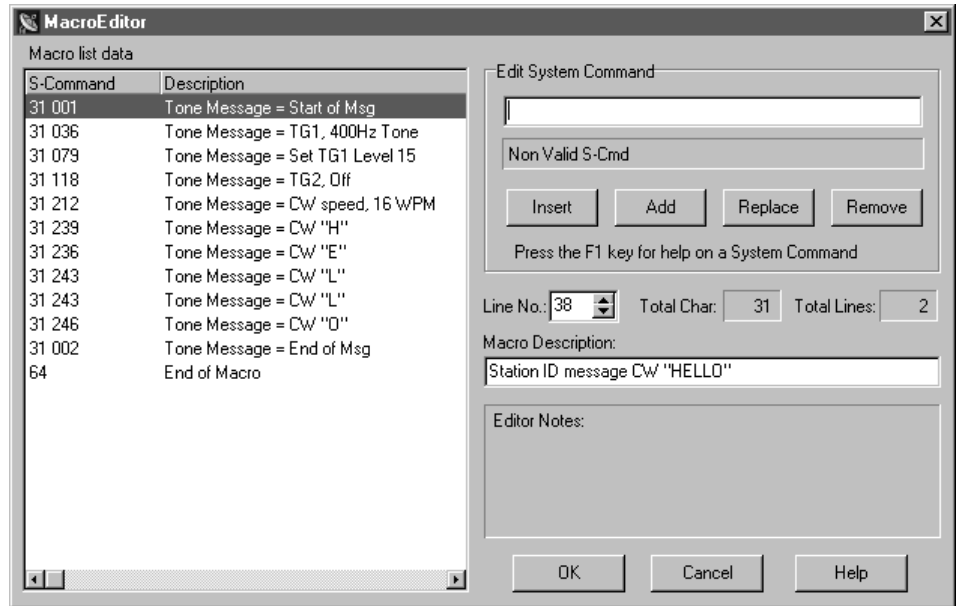 MacroEditor
Macro list data
S-Command Description
31 001 Tone Message = Start of Msg
31 036 Tone Message = TG1, 400Hz Tone
31 079 Tone Message = Set TG1 Level 15
31 118 Tone Message = TG2, Off
31 212 Tone Message = CW speed, 16 WPM
31 239 Tone Message = CW "H"
31 236 Tone Message = CW "E"
31 243 Tone Message = CW "L"
31 243 Tone Message = CW "L"
31 246 Tone Message = CW "O"
31 002 Tone Message = End of Msg
64 End of Macro
Edit System Command
Non Valid S-Cmd
Insert Add Replace Remove
Press the F1 key for help on a System Command
Line No.: 38 Total Char: 31 Total Lines: 2
Macro Description:
Station ID message CW "HELLO"
Editor Notes:
OK Cancel Help